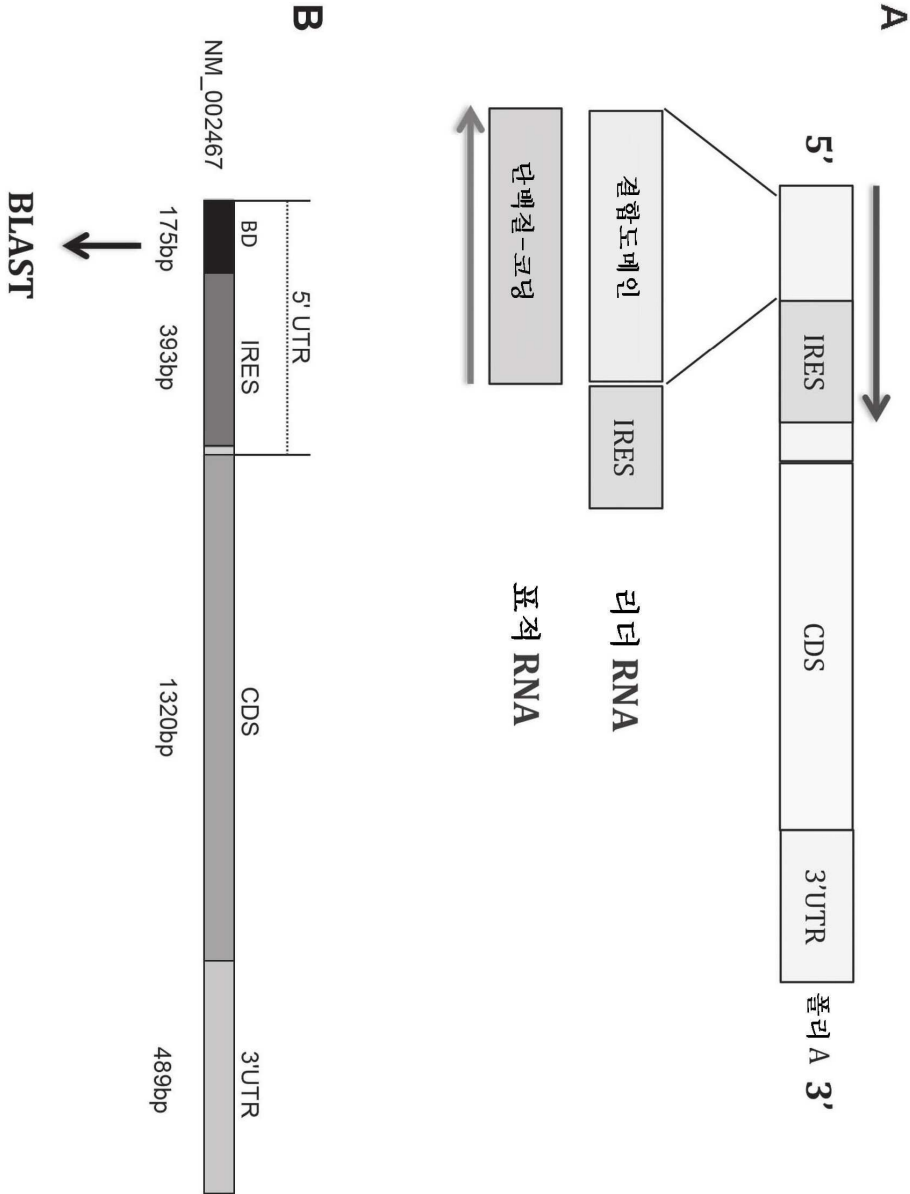 A
5' IRES CDS 3'UTR 폴리 A 3'
결합도메인 IRES 리더 RNA
단백질-코딩 표적 RNA
B
5' UTR
BD IRES CDS 3'UTR
NM_002467
175bp 393bp 1320bp 489bp
BLAST